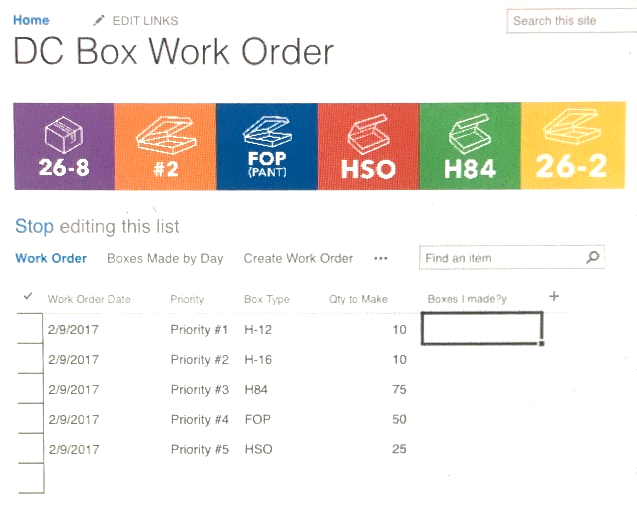 Home EDIT LINKS Search this site
DC Box Work Order
26-8 #2 FOP (PANT) HSO H84 26-2
Stop editing this list
Work Order Boxes Made by Day Create Work Order ... Find an item
✓ Work Order Date Priority Box Type Qty to Make Boxes I made?y +
2/9/2017 Priority #1 H-12 10
2/9/2017 Priority #2 H-16 10
2/9/2017 Priority #3 H84 75
2/9/2017 Priority #4 FOP 50
2/9/2017 Priority #5 HSO 25